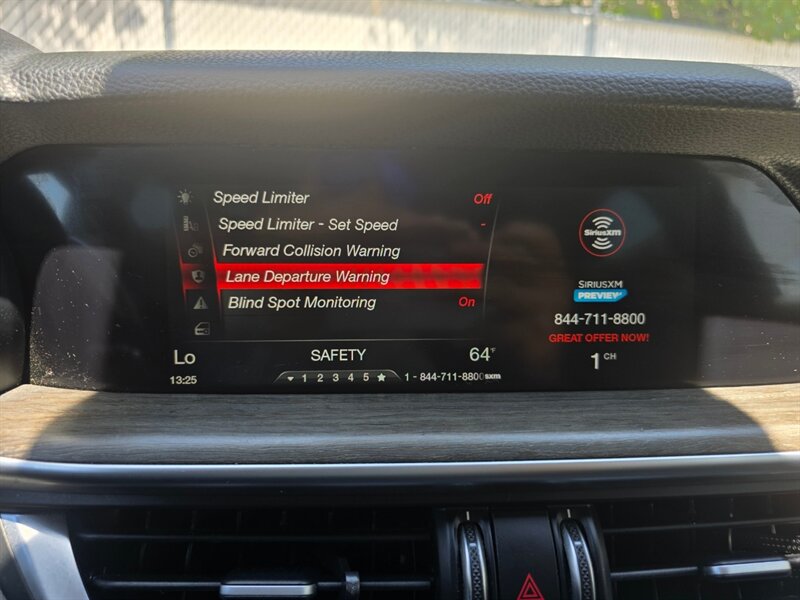 Speed Limiter Off
Speed Limiter - Set Speed -
Forward Collision Warning
Lane Departure Warning
Blind Spot Monitoring On
SiriusXM
SIRIUSXM
PREVIEW
844-711-8800
GREAT OFFER NOW!
1 CH
Lo SAFETY 64°F
13:25 1 2 3 4 5 1 - 844-711-8800 sxm